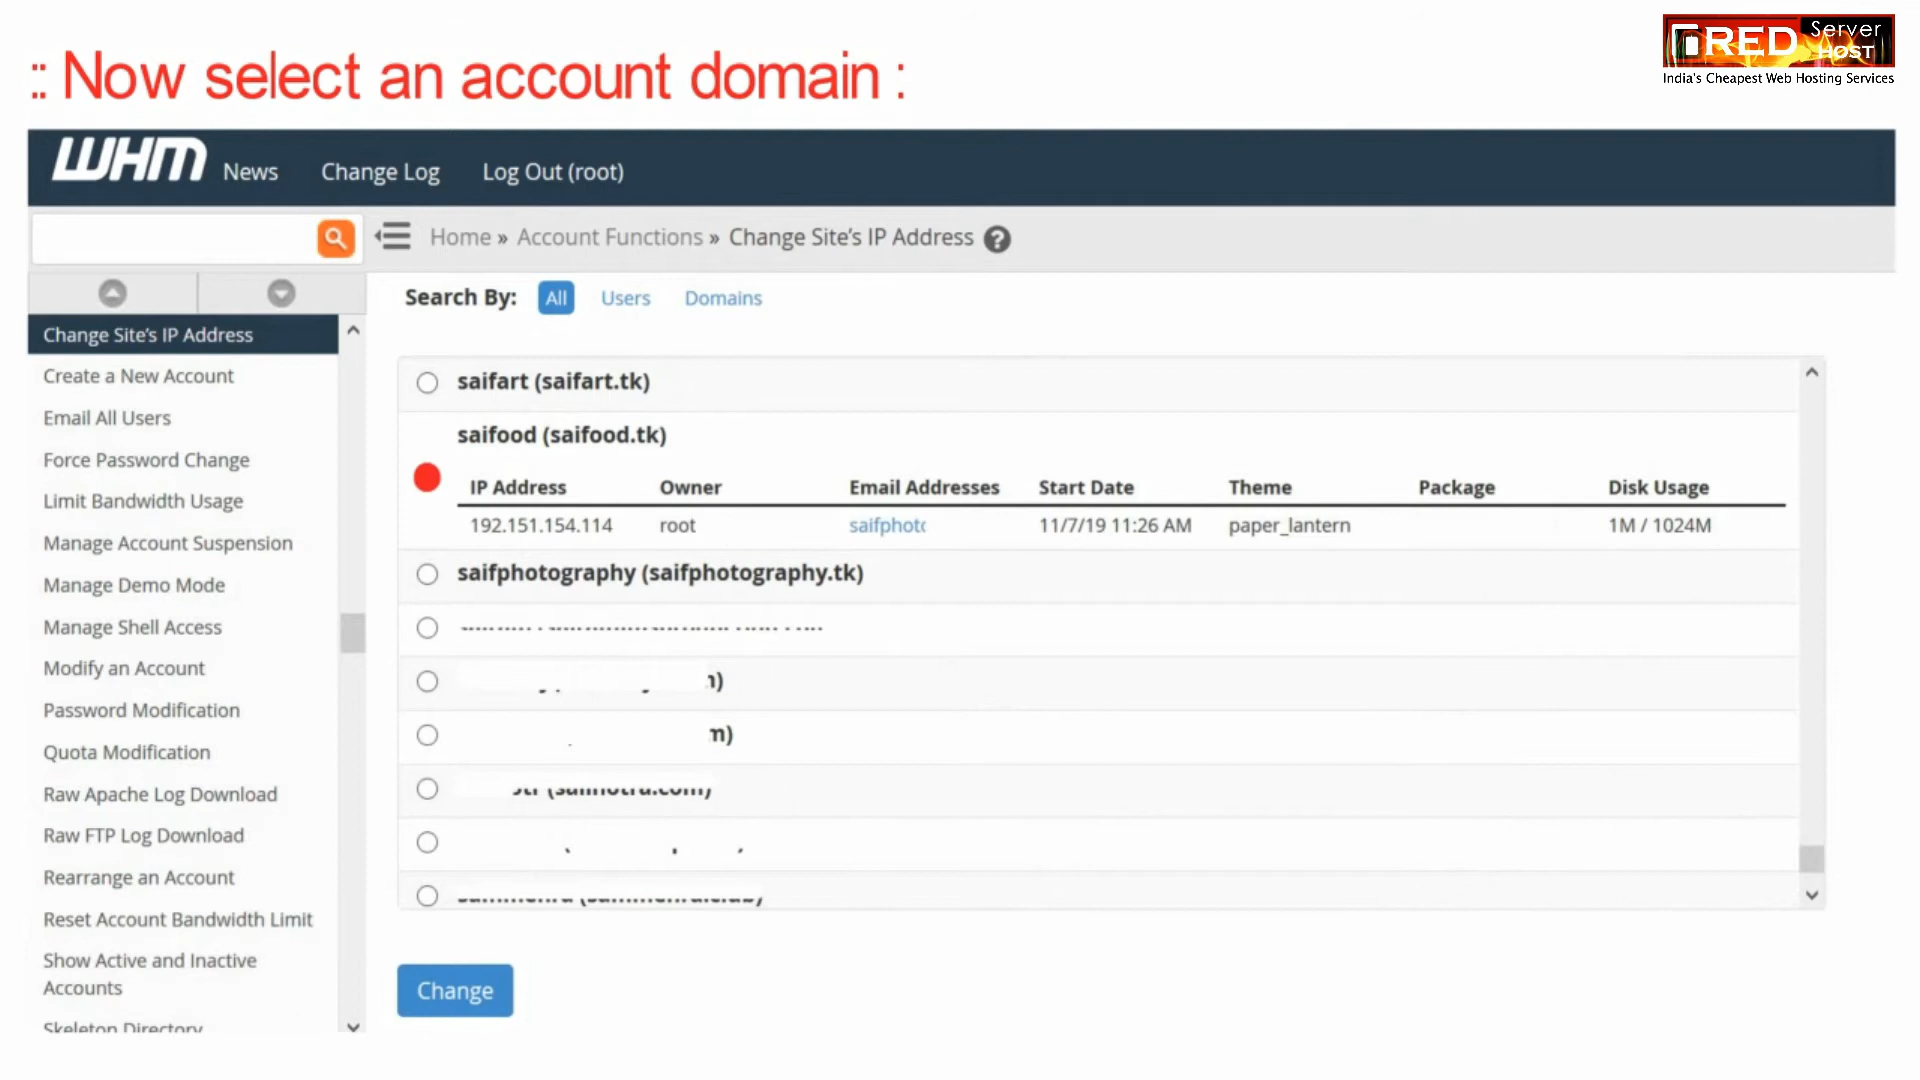 :: Now select an account domain :
RED Server
HOST
India's Cheapest Web Hosting Services
WHM News Change Log Log Out (root)
Home » Account Functions » Change Site's IP Address ?
Search By: All Users Domains
Change Site's IP Address
Create a New Account
Email All Users
Force Password Change
Limit Bandwidth Usage
Manage Account Suspension
Manage Demo Mode
Manage Shell Access
Modify an Account
Password Modification
Quota Modification
Raw Apache Log Download
Raw FTP Log Download
Rearrange an Account
Reset Account Bandwidth Limit
Show Active and Inactive
Accounts
Skeleton Directory
saifart (saifart.tk)
saifood (saifood.tk)
IP Address Owner Email Addresses Start Date Theme Package Disk Usage
192.151.154.114 root saifphoto 11/7/19 11:26 AM paper_lantern 1M / 1024M
saifphotography (saifphotography.tk)
Change